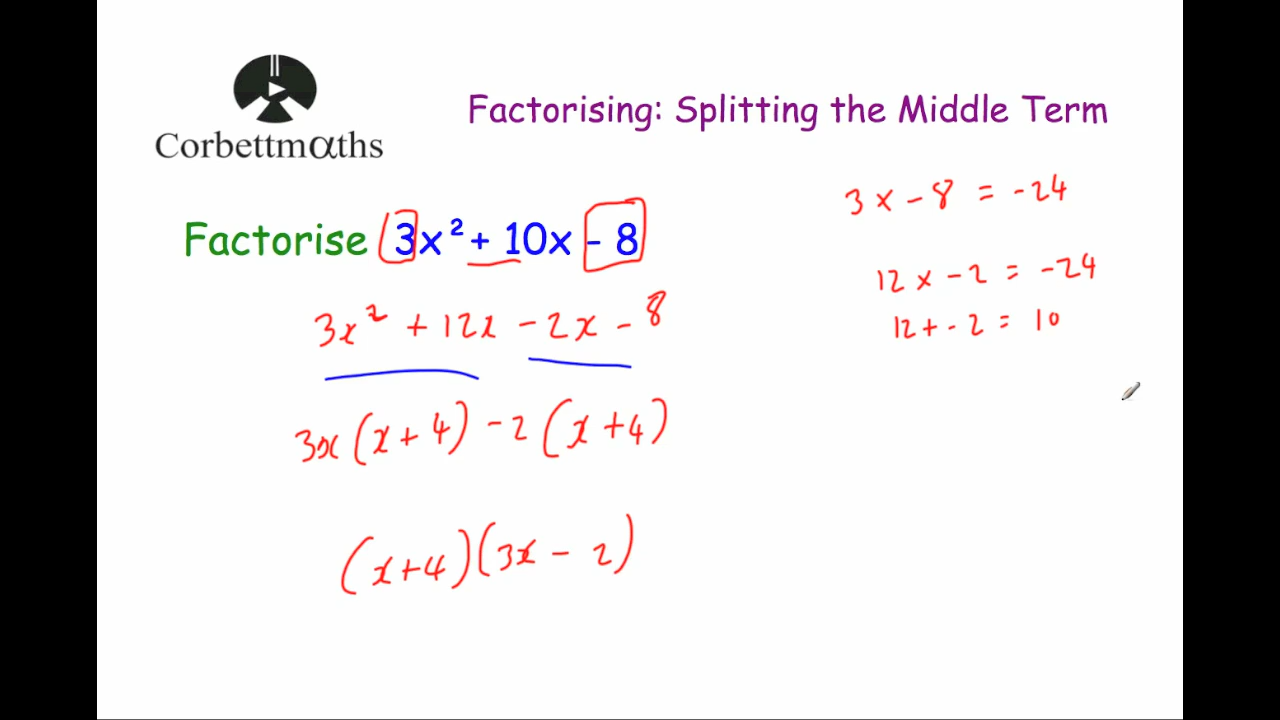 Corbettmαths
Factorising: Splitting the Middle Term
Factorise 3x² + 10x - 8
3x² + 12x - 2x - 8
3x(x + 4) - 2(x + 4)
(x+4)(3x - 2)
3 x - 8 = -24
12 x - 2 = -24
12 + - 2 = 10